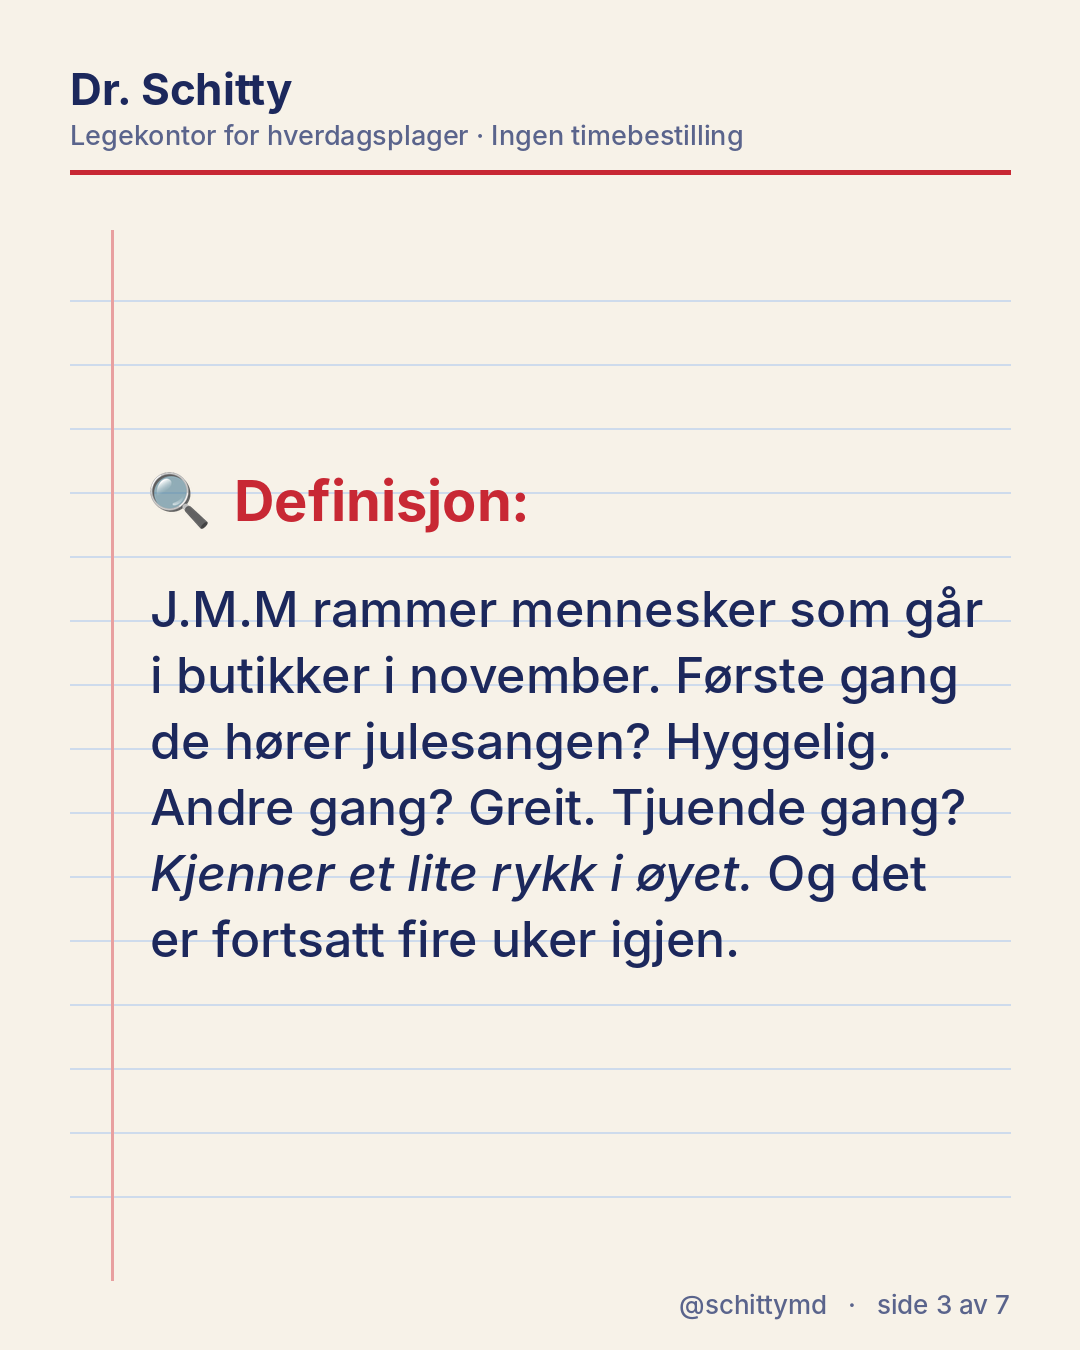 Dr. Schitty
Legekontor for hverdagsplager · Ingen timebestilling
🔍 Definisjon:
J.M.M rammer mennesker som går
i butikker i november. Første gang
de hører julesangen? Hyggelig.
Andre gang? Greit. Tjuende gang?
Kjenner et lite rykk i øyet. Og det
er fortsatt fire uker igjen.
@schittymd · side 3 av 7